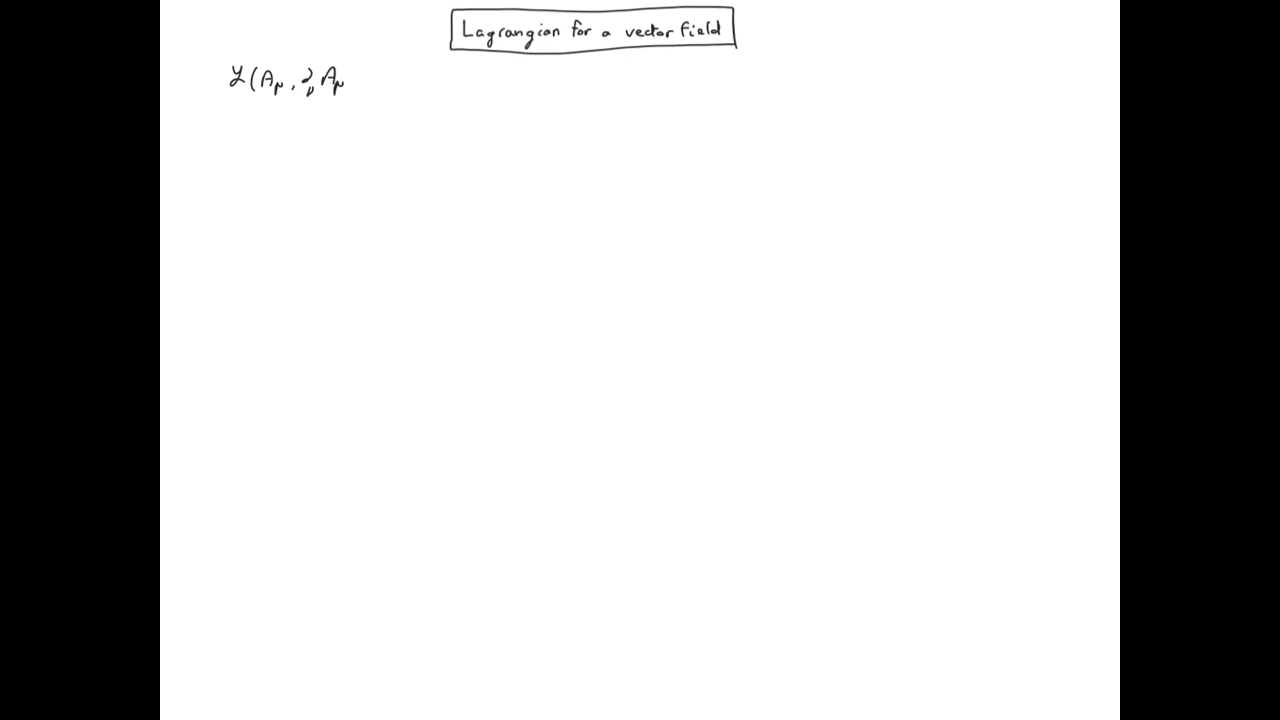 Lagrangian for a vector field
ℒ(A_μ, ∂_ν A_μ